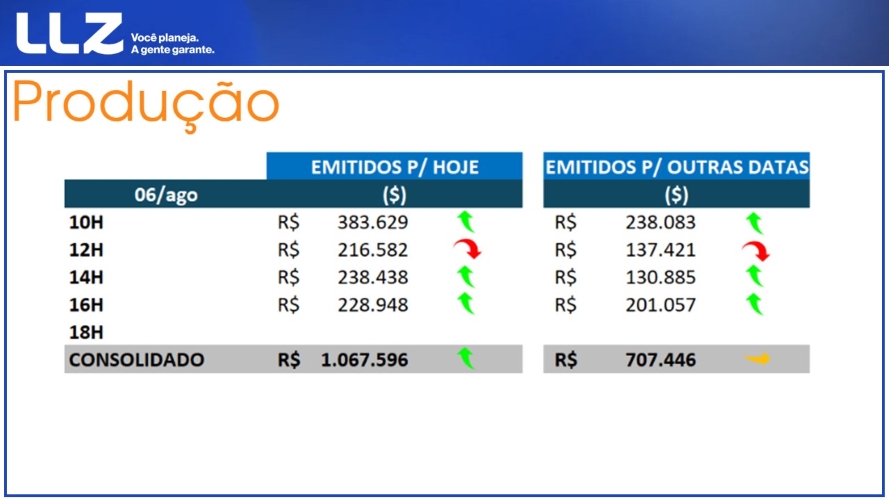 LLZ Você planeja.
A gente garante.
Produção
EMITIDOS P/ HOJE EMITIDOS P/ OUTRAS DATAS
06/ago ($) ($)
10H R$ 383.629 R$ 238.083
12H R$ 216.582 R$ 137.421
14H R$ 238.438 R$ 130.885
16H R$ 228.948 R$ 201.057
18H
CONSOLIDADO R$ 1.067.596 R$ 707.446